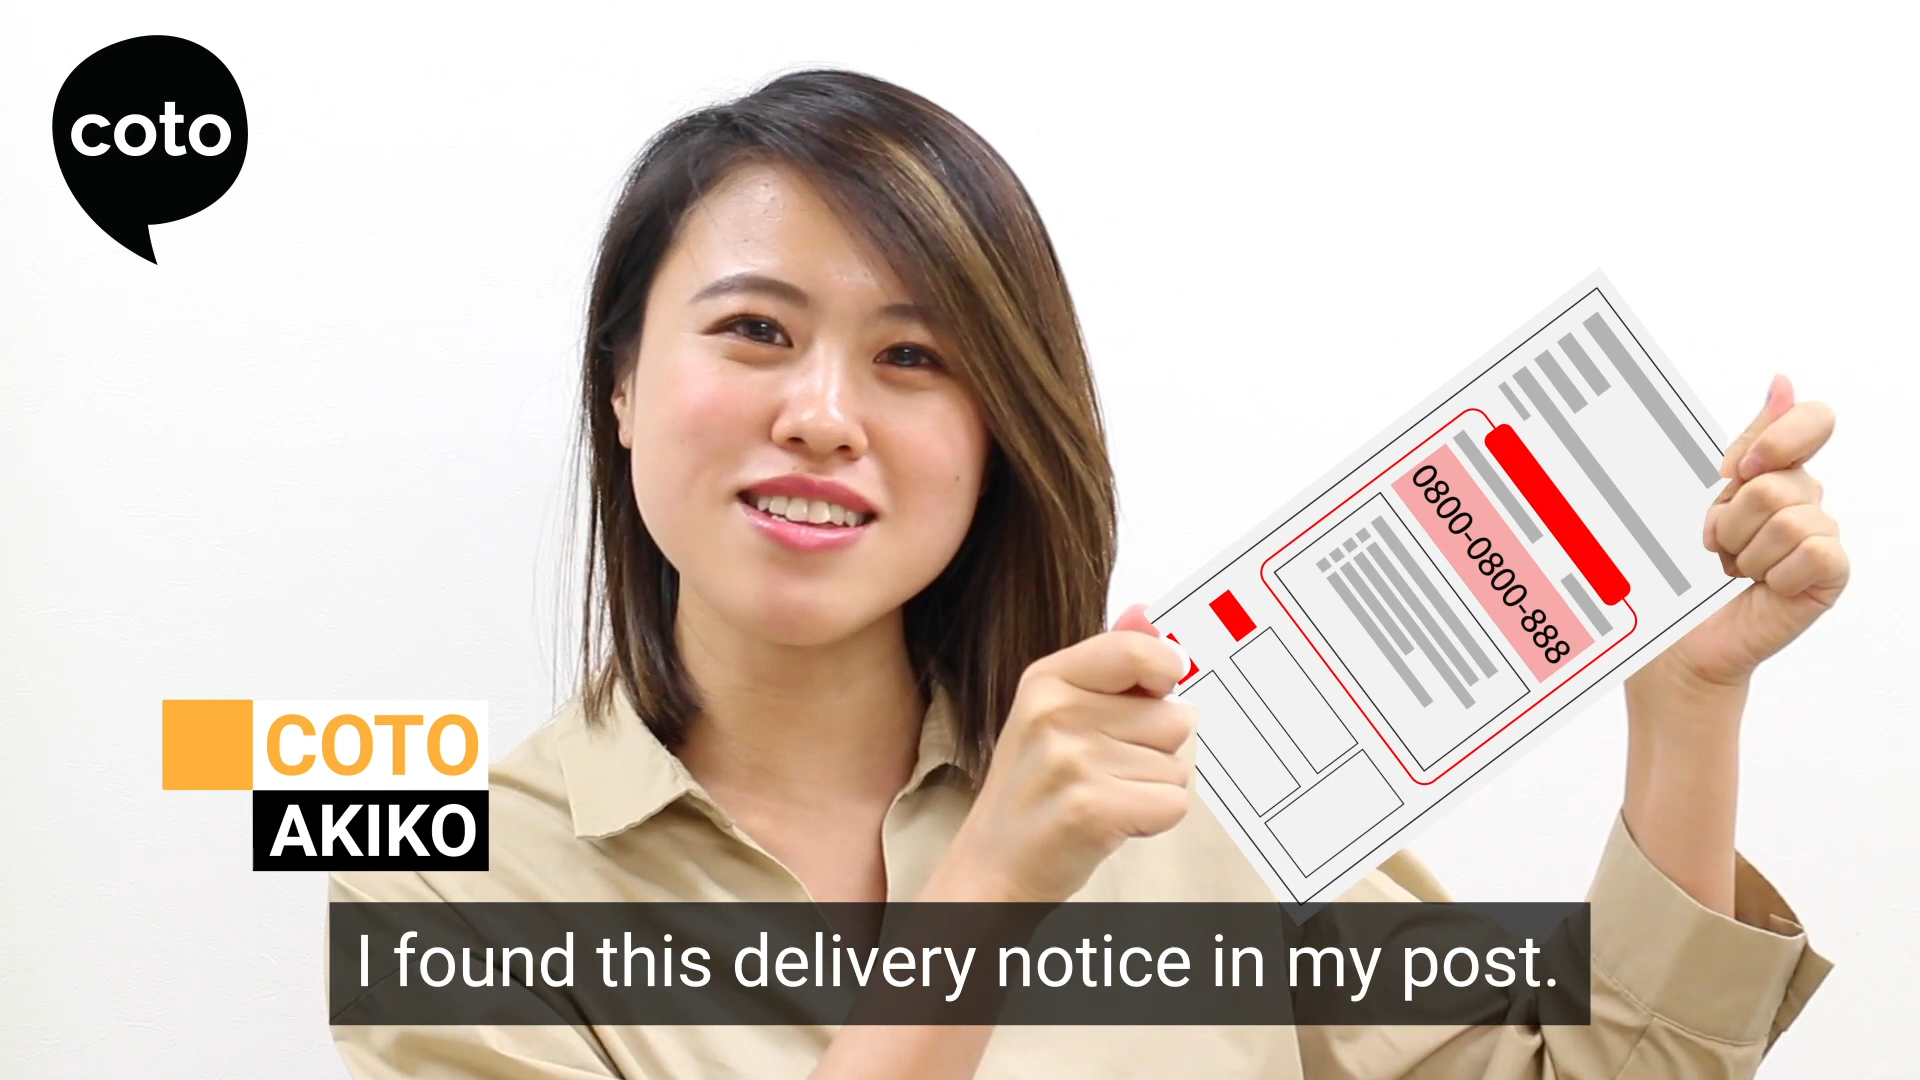 coto
0800-0800-888
COTO
AKIKO
I found this delivery notice in my post.